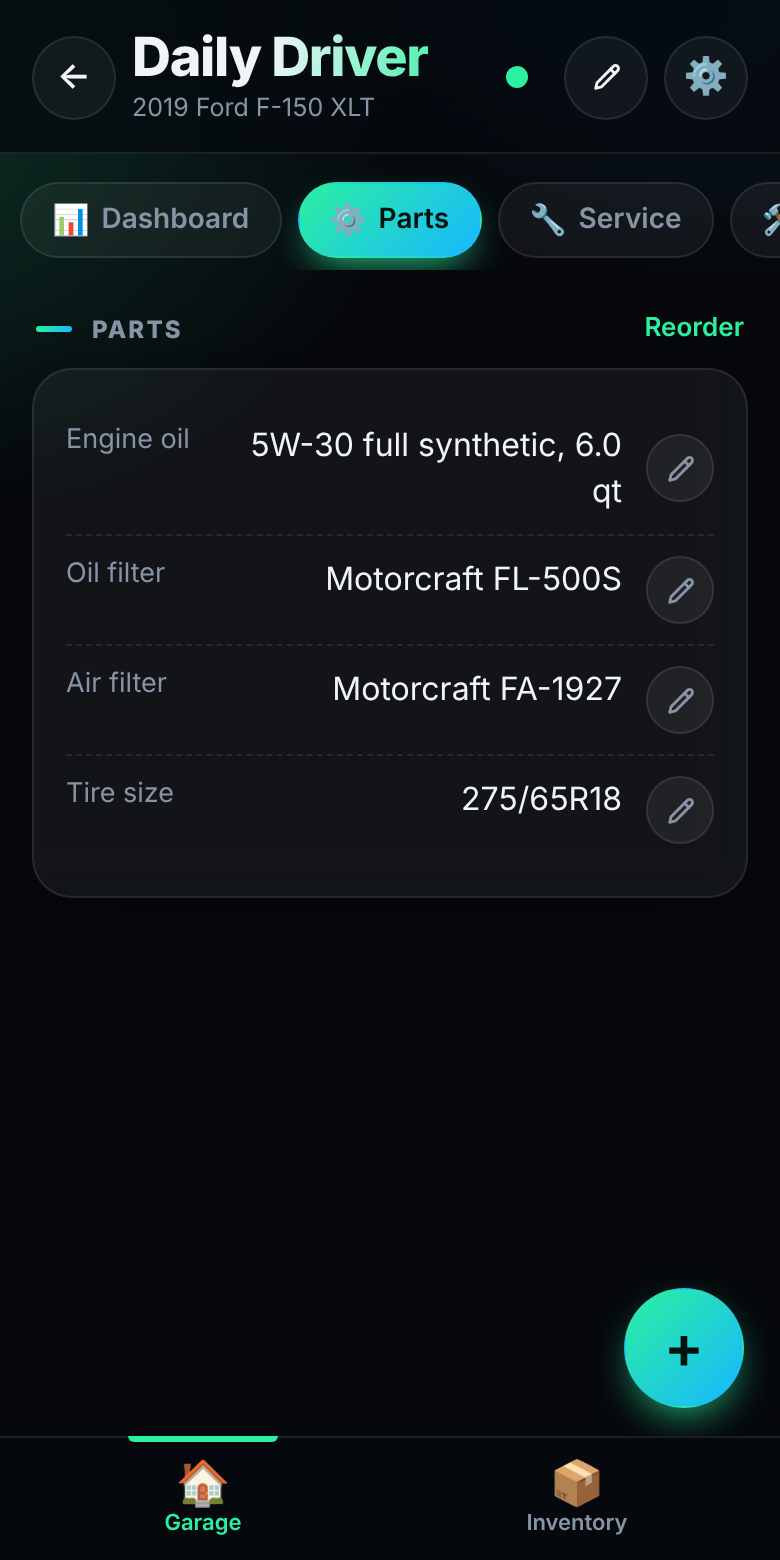 Daily Driver
2019 Ford F-150 XLT
Dashboard
Parts
Service
PARTS
Reorder
Engine oil
5W-30 full synthetic, 6.0
qt
Oil filter
Motorcraft FL-500S
Air filter
Motorcraft FA-1927
Tire size
275/65R18
+
Garage
Inventory